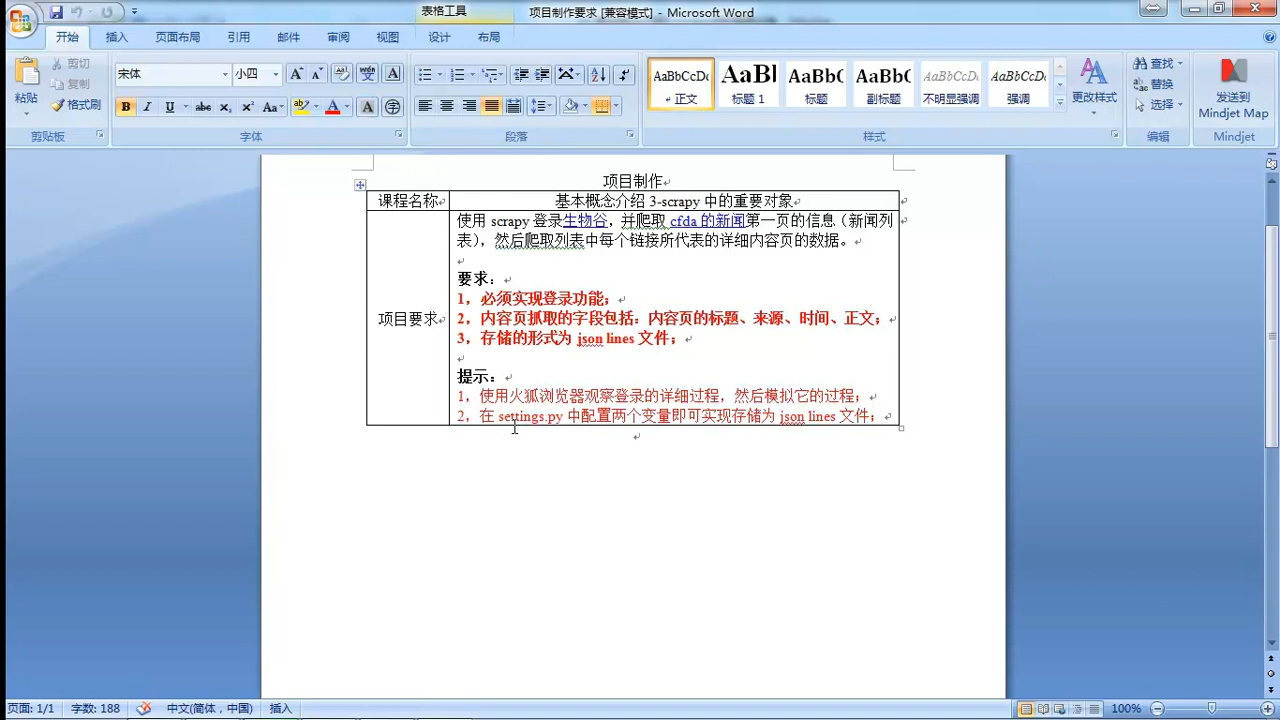 表格工具
项目制作要求 [兼容模式] - Microsoft Word
开始
插入
页面布局
引用
邮件
审阅
视图
设计
布局
粘贴
剪切
复制
格式刷
剪贴板
宋体
小四
字体
段落
AaBbCcDc
正文
标题 1
AaBbC
标题
AaBbC
副标题
AaBbCcDc
不明显强调
AaBbCcDc
强调
更改样式
样式
查找
替换
选择
编辑
发送到
Mindjet Map
Mindjet
项目制作
课程名称
基本概念介绍 3-scrapy 中的重要对象
项目要求
使用 scrapy 登录生物谷，并爬取 cfda 的新闻第一页的信息（新闻列
表），然后爬取列表中每个链接所代表的详细内容页的数据。
要求：
1，必须实现登录功能；
2，内容页抓取的字段包括：内容页的标题、来源、时间、正文；
3，存储的形式为 json lines 文件；
提示：
1，使用火狐浏览器观察登录的详细过程，然后模拟它的过程；
2，在 settings.py 中配置两个变量即可实现存储为 json lines 文件；
页面: 1/1
字数: 188
中文(简体，中国)
插入
100%